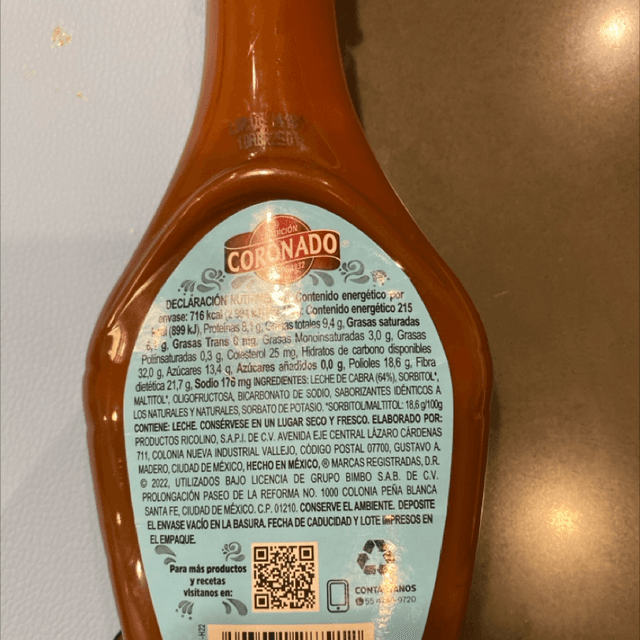 TRADICIÓN
CORONADO®
DECLARACIÓN Contenido energético por
envase: 716 kcal Contenido energético 215
(899 kJ), Proteínas totales 9,4 g, Grasas saturadas
g, Grasas Trans 0 mg, Grasas Monoinsaturadas 3,0 g, Grasas
Poliinsaturadas 0,3 g, Colesterol 25 mg, Hidratos de carbono disponibles
32,0 g, Azúcares 13,4 g, Azúcares añadidos 0,0 g, Polioles 18,6 g, Fibra
dietética 21,7 g, Sodio 176 mg INGREDIENTES: LECHE DE CABRA (64%), SORBITOL*,
MALTITOL*, OLIGOFRUCTOSA, BICARBONATO DE SODIO, SABORIZANTES IDÉNTICOS A
LOS NATURALES Y NATURALES, SORBATO DE POTASIO. *SORBITOL/MALTITOL: 18,6 g/100g
CONTIENE: LECHE. CONSÉRVESE EN UN LUGAR SECO Y FRESCO. ELABORADO POR:
PRODUCTOS RICOLINO, S.A.P.I. DE C.V. AVENIDA EJE CENTRAL LÁZARO CÁRDENAS
711, COLONIA NUEVA INDUSTRIAL VALLEJO, CÓDIGO POSTAL 07700, GUSTAVO A.
MADERO, CIUDAD DE MÉXICO, HECHO EN MÉXICO, ® MARCAS REGISTRADAS, D.R.
© 2022, UTILIZADOS BAJO LICENCIA DE GRUPO BIMBO S.A.B. DE C.V.
PROLONGACIÓN PASEO DE LA REFORMA NO. 1000 COLONIA PEÑA BLANCA
SANTA FE, CIUDAD DE MÉXICO. C.P. 01210. CONSERVE EL AMBIENTE. DEPOSITE
EL ENVASE VACÍO EN LA BASURA. FECHA DE CADUCIDAD Y LOTE IMPRESOS EN
EL EMPAQUE.
Para más productos
y recetas
visítanos en:
CONTÁCTANOS
-9720